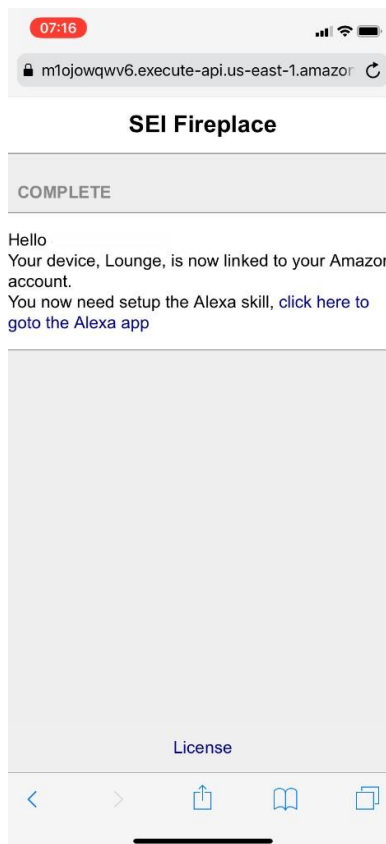 07:16
m1ojowqwv6.execute-api.us-east-1.amazon
SEI Fireplace
COMPLETE
Hello
Your device, Lounge, is now linked to your Amazon
account.
You now need setup the Alexa skill, click here to
goto the Alexa app
License